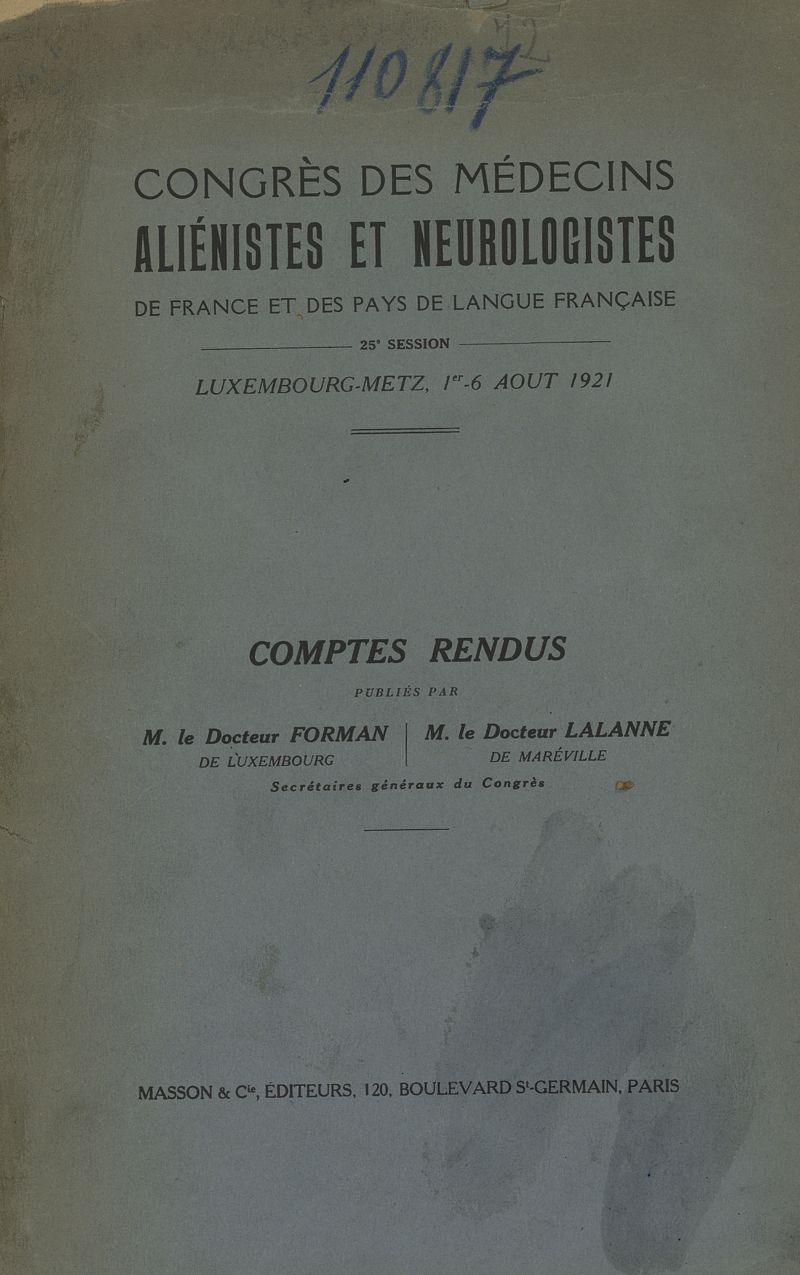 72
110817
CONGRÈS DES MÉDECINS
ALIÉNISTES ET NEUROLOGISTES
DE FRANCE ET DES PAYS DE LANGUE FRANÇAISE
25ᵉ SESSION
LUXEMBOURG-METZ, 1ᵉʳ-6 AOUT 1921
COMPTES RENDUS
PUBLIÉS PAR
M. le Docteur FORMAN
DE LUXEMBOURG
M. le Docteur LALANNE
DE MARÉVILLE
Secrétaires généraux du Congrès
MASSON & Cⁱᵉ, ÉDITEURS, 120, BOULEVARD Sᵗ-GERMAIN, PARIS